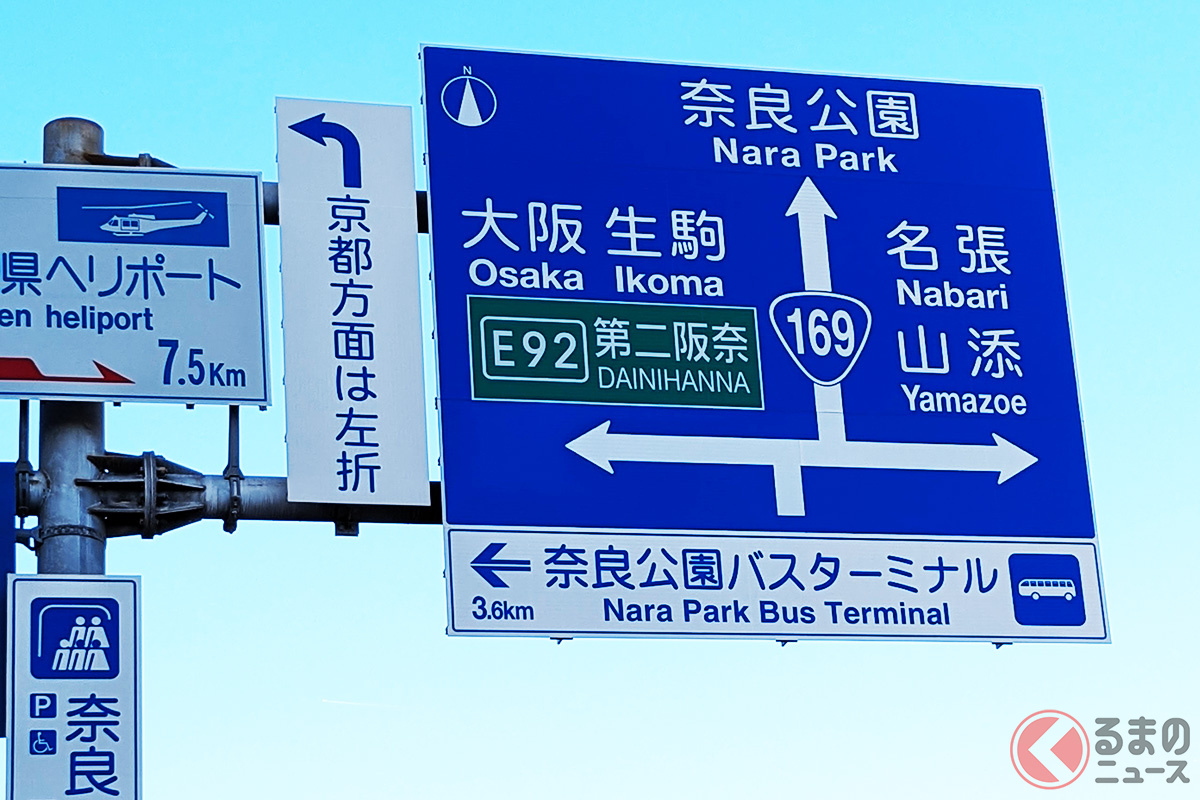 県ヘリポート
en heliport
7.5Km
京都方面は左折
N
奈良公園
Nara Park
大阪 生駒
Osaka Ikoma
E92 第二阪奈
DAINIHANNA
169
名張
Nabari
山添
Yamazoe
奈良公園バスターミナル
3.6km Nara Park Bus Terminal
P
奈良
るまの
ニュース